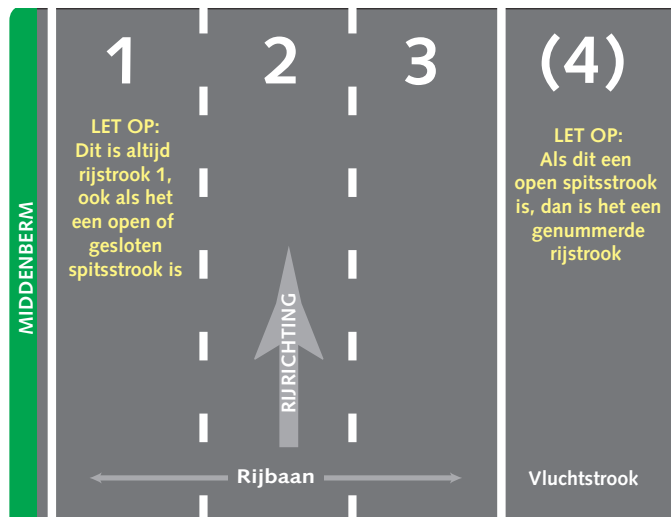 1
2
3
(4)
LET OP:
Dit is altijd
rijstrook 1,
ook als het
een open of
gesloten
spitsstrook is
LET OP:
Als dit een
open spitsstrook
is, dan is het een
genummerde
rijstrook
MIDDENBERM
RIJRICHTING
Rijbaan
Vluchtstrook